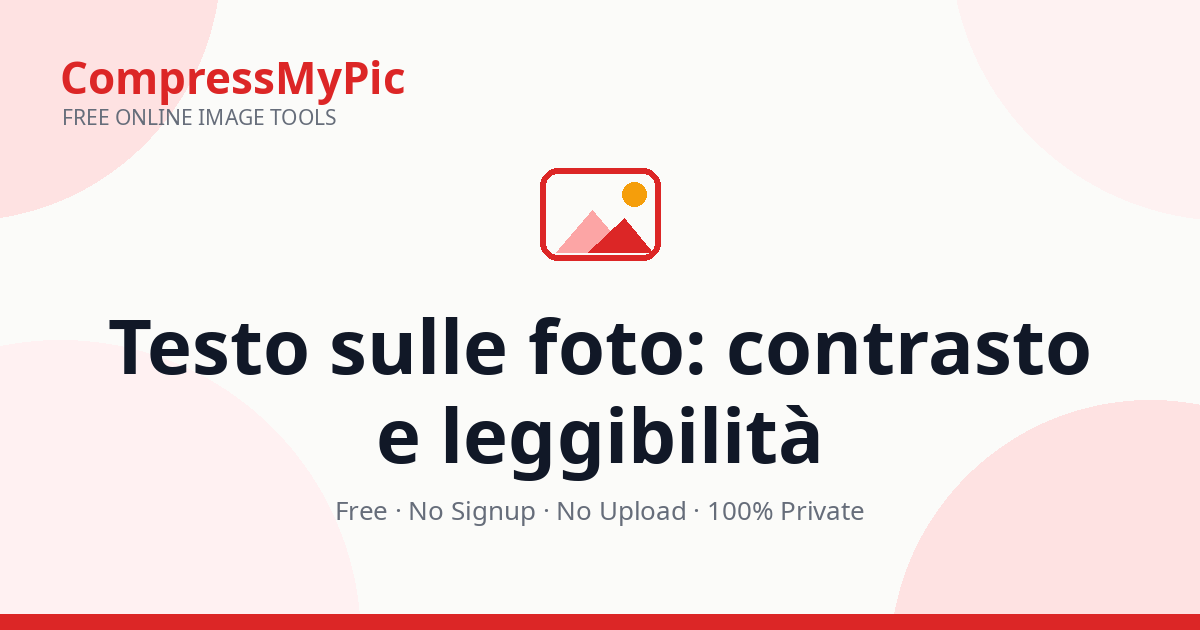 CompressMyPic
FREE ONLINE IMAGE TOOLS
Testo sulle foto: contrasto
e leggibilità
Free · No Signup · No Upload · 100% Private